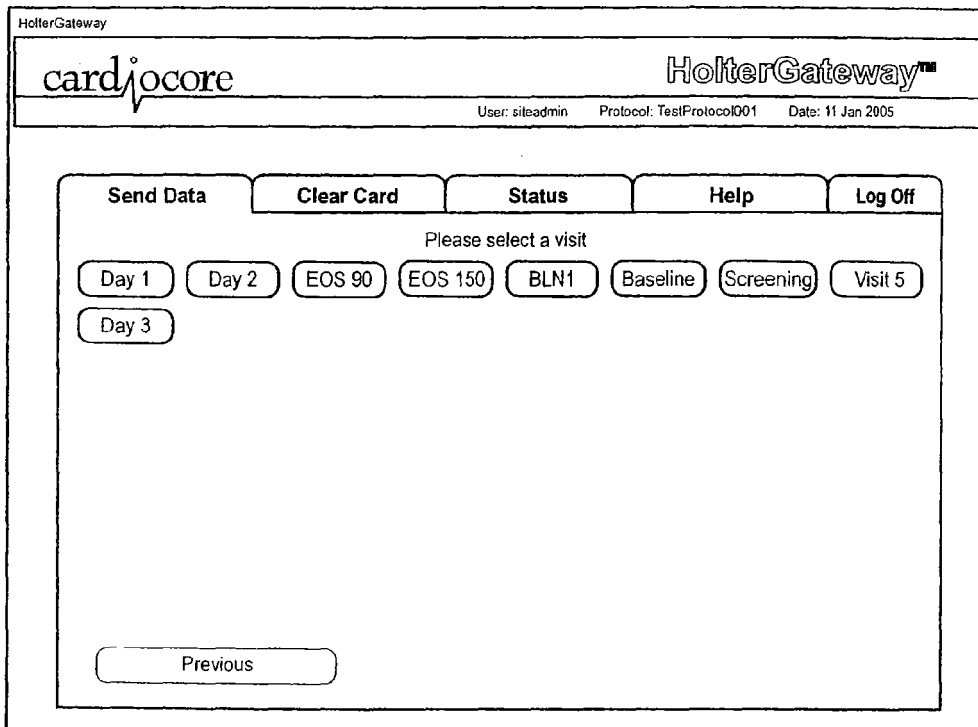 HolterGateway
cardiocore HolterGateway™
User: siteadmin Protocol: TestProtocol001 Date: 11 Jan 2005
Send Data Clear Card Status Help Log Off
Please select a visit
Day 1 Day 2 EOS 90 EOS 150 BLN1 Baseline Screening Visit 5
Day 3
Previous